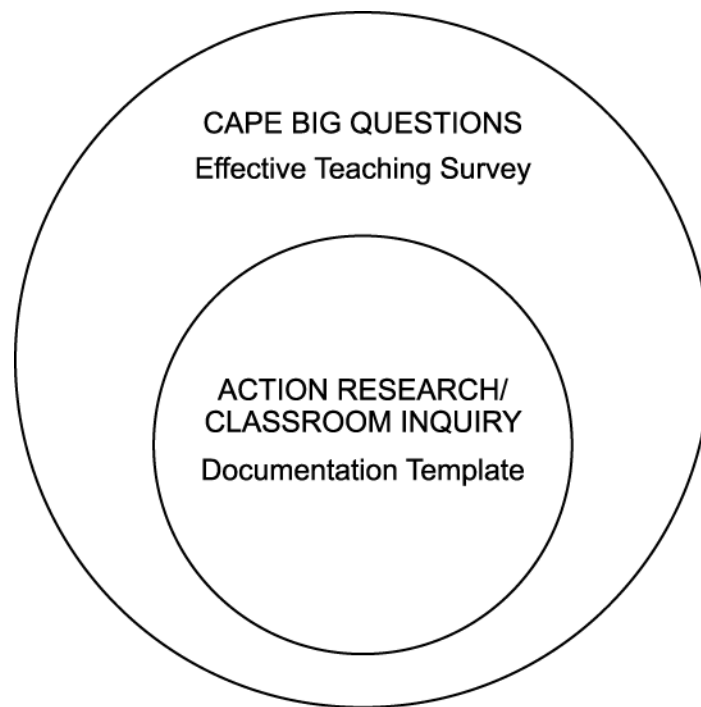 CAPE BIG QUESTIONS
Effective Teaching Survey
ACTION RESEARCH/
CLASSROOM INQUIRY
Documentation Template